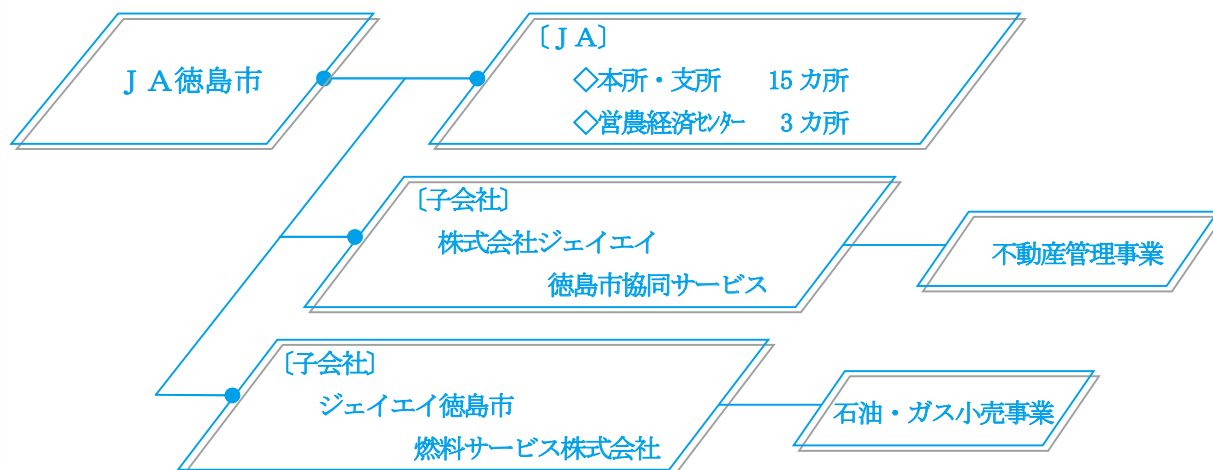 ＪＡ徳島市
〔ＪＡ〕
◇本所・支所　15カ所
◇営農経済ｾﾝﾀｰ　3カ所
〔子会社〕
株式会社ジェイエイ
徳島市協同サービス
不動産管理事業
〔子会社〕
ジェイエイ徳島市
燃料サービス株式会社
石油・ガス小売事業